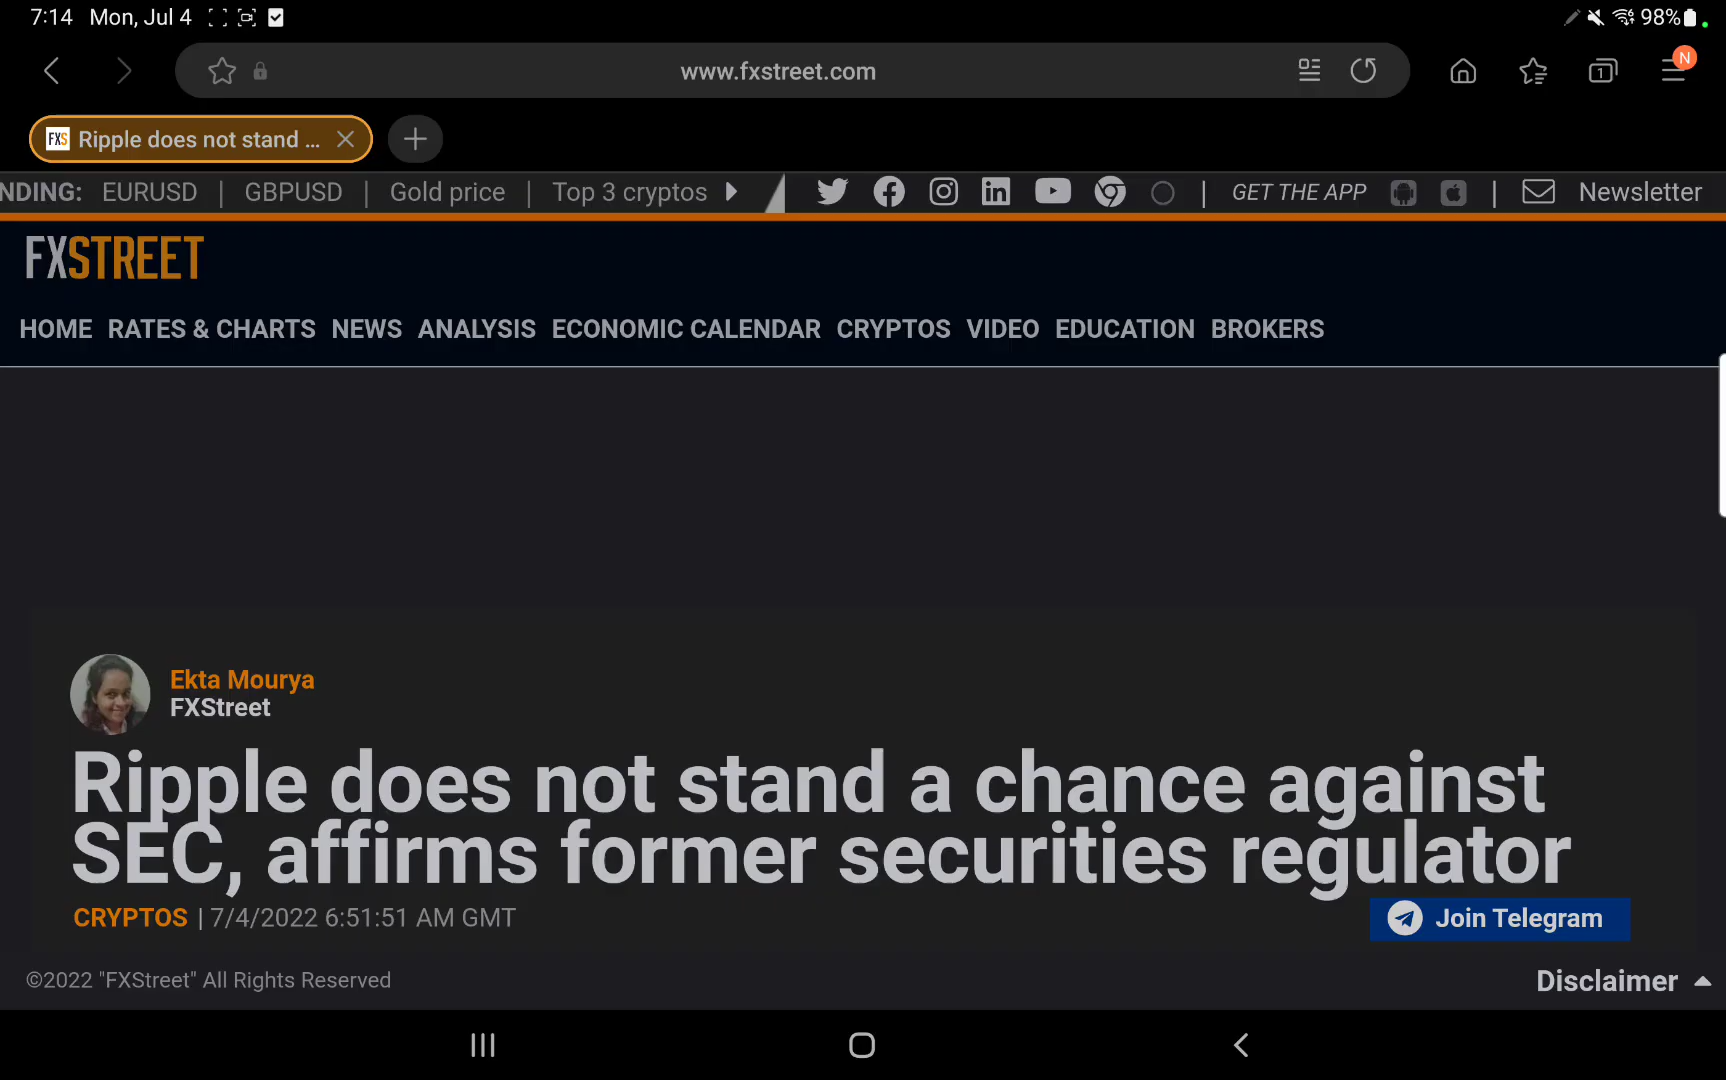 7:14 Mon, Jul 4 98%
www.fxstreet.com 1 N
FXS Ripple does not stand ...
NDING: EURUSD | GBPUSD | Gold price | Top 3 cryptos | GET THE APP | Newsletter
FXSTREET
HOME RATES & CHARTS NEWS ANALYSIS ECONOMIC CALENDAR CRYPTOS VIDEO EDUCATION BROKERS
Ekta Mourya
FXStreet
Ripple does not stand a chance against
SEC, affirms former securities regulator
CRYPTOS | 7/4/2022 6:51:51 AM GMT
Join Telegram
©2022 "FXStreet" All Rights Reserved
Disclaimer